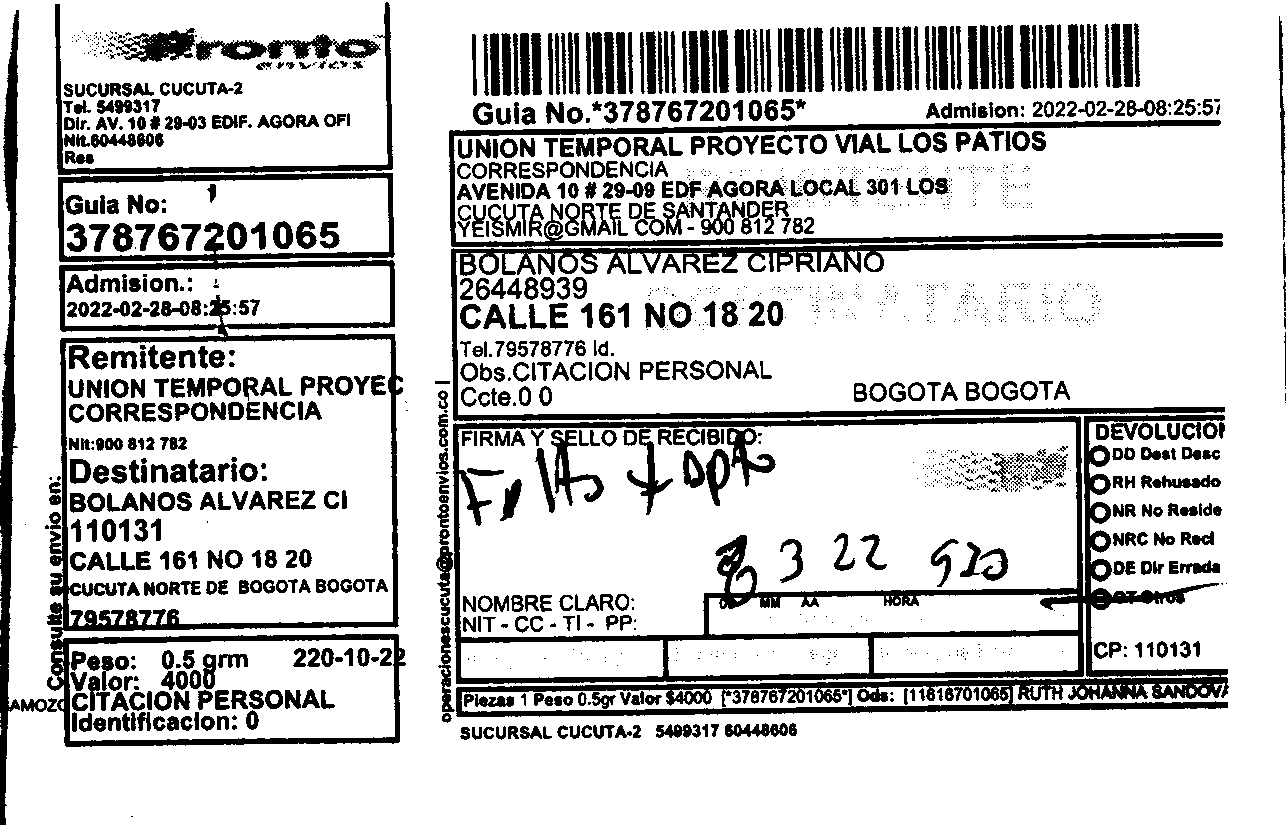 Pronto
envios
SUCURSAL CUCUTA-2
Tel. 5499317
Dir. AV. 10 # 29-03 EDIF. AGORA OFI
Nit.60448606
Res
Guia No:
378767201065
Admision.:
2022-02-28-08:25:57
Remitente:
UNION TEMPORAL PROYEC
CORRESPONDENCIA
Nit:900 812 782
Destinatario:
BOLANOS ALVAREZ CI
110131
CALLE 161 NO 18 20
CUCUTA NORTE DE BOGOTA BOGOTA
79578776
Peso: 0.5 grm 220-10-22
Valor: 4000
CITACION PERSONAL
Identificacion: 0
Consulte su envio en:
operacionescucuta@prontoenvios.com.co |
AMOZO
Guia No.*378767201065* Admision: 2022-02-28-08:25:57
UNION TEMPORAL PROYECTO VIAL LOS PATIOS
CORRESPONDENCIA
AVENIDA 10 # 29-09 EDF AGORA LOCAL 301 LOS
CUCUTA NORTE DE SANTANDER
YEISMIR@GMAIL COM - 900 812 782
BOLANOS ALVAREZ CIPRIANO
26448939
DESTINATARIO
CALLE 161 NO 18 20
Tel.79578776 Id.
Obs.CITACION PERSONAL
Ccte.0 0 BOGOTA BOGOTA
FIRMA Y SELLO DE RECIBIDO:
8 3 22
DD MM AA HORA
NOMBRE CLARO:
NIT - CC - TI - PP:
DEVOLUCION
DD Dest Desc
RH Rehusado
NR No Reside
NRC No Recl
DE Dir Errada
OT Otros
CP: 110131
Piezas 1 Peso 0.5gr Valor $4000 [*378767201065*] Ods: [11616701065] RUTH JOHANNA SANDOVA
SUCURSAL CUCUTA-2 5499317 60448606